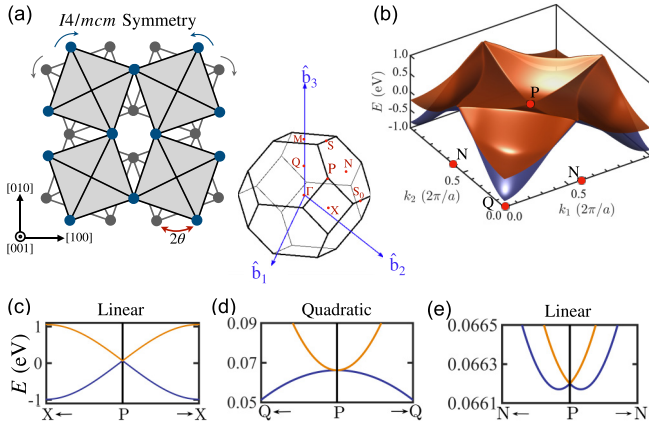 (a)
I4/mcm Symmetry
[010]
[100]
[001]
2θ
b̂3
M
S
Q
N
P
Γ
S0
X
b̂1
b̂2
(b)
E (eV)
1.0
0.5
0.0
-0.5
-1.0
P
N
N
0.5
0.5
k2 (2π/a)
k1 (2π/a)
Q
0.0
0.0
(c)
Linear
E (eV)
1
0
-1
X ← P → X
(d)
Quadratic
0.09
0.07
0.05
Q ← P → Q
(e)
Linear
0.0665
0.0663
0.0661
N ← P → N